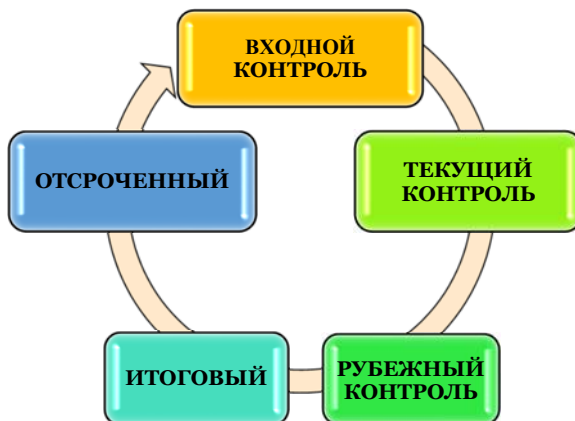 ВХОДНОЙ
КОНТРОЛЬ
ТЕКУЩИЙ
КОНТРОЛЬ
РУБЕЖНЫЙ
КОНТРОЛЬ
ИТОГОВЫЙ
ОТСРОЧЕННЫЙ